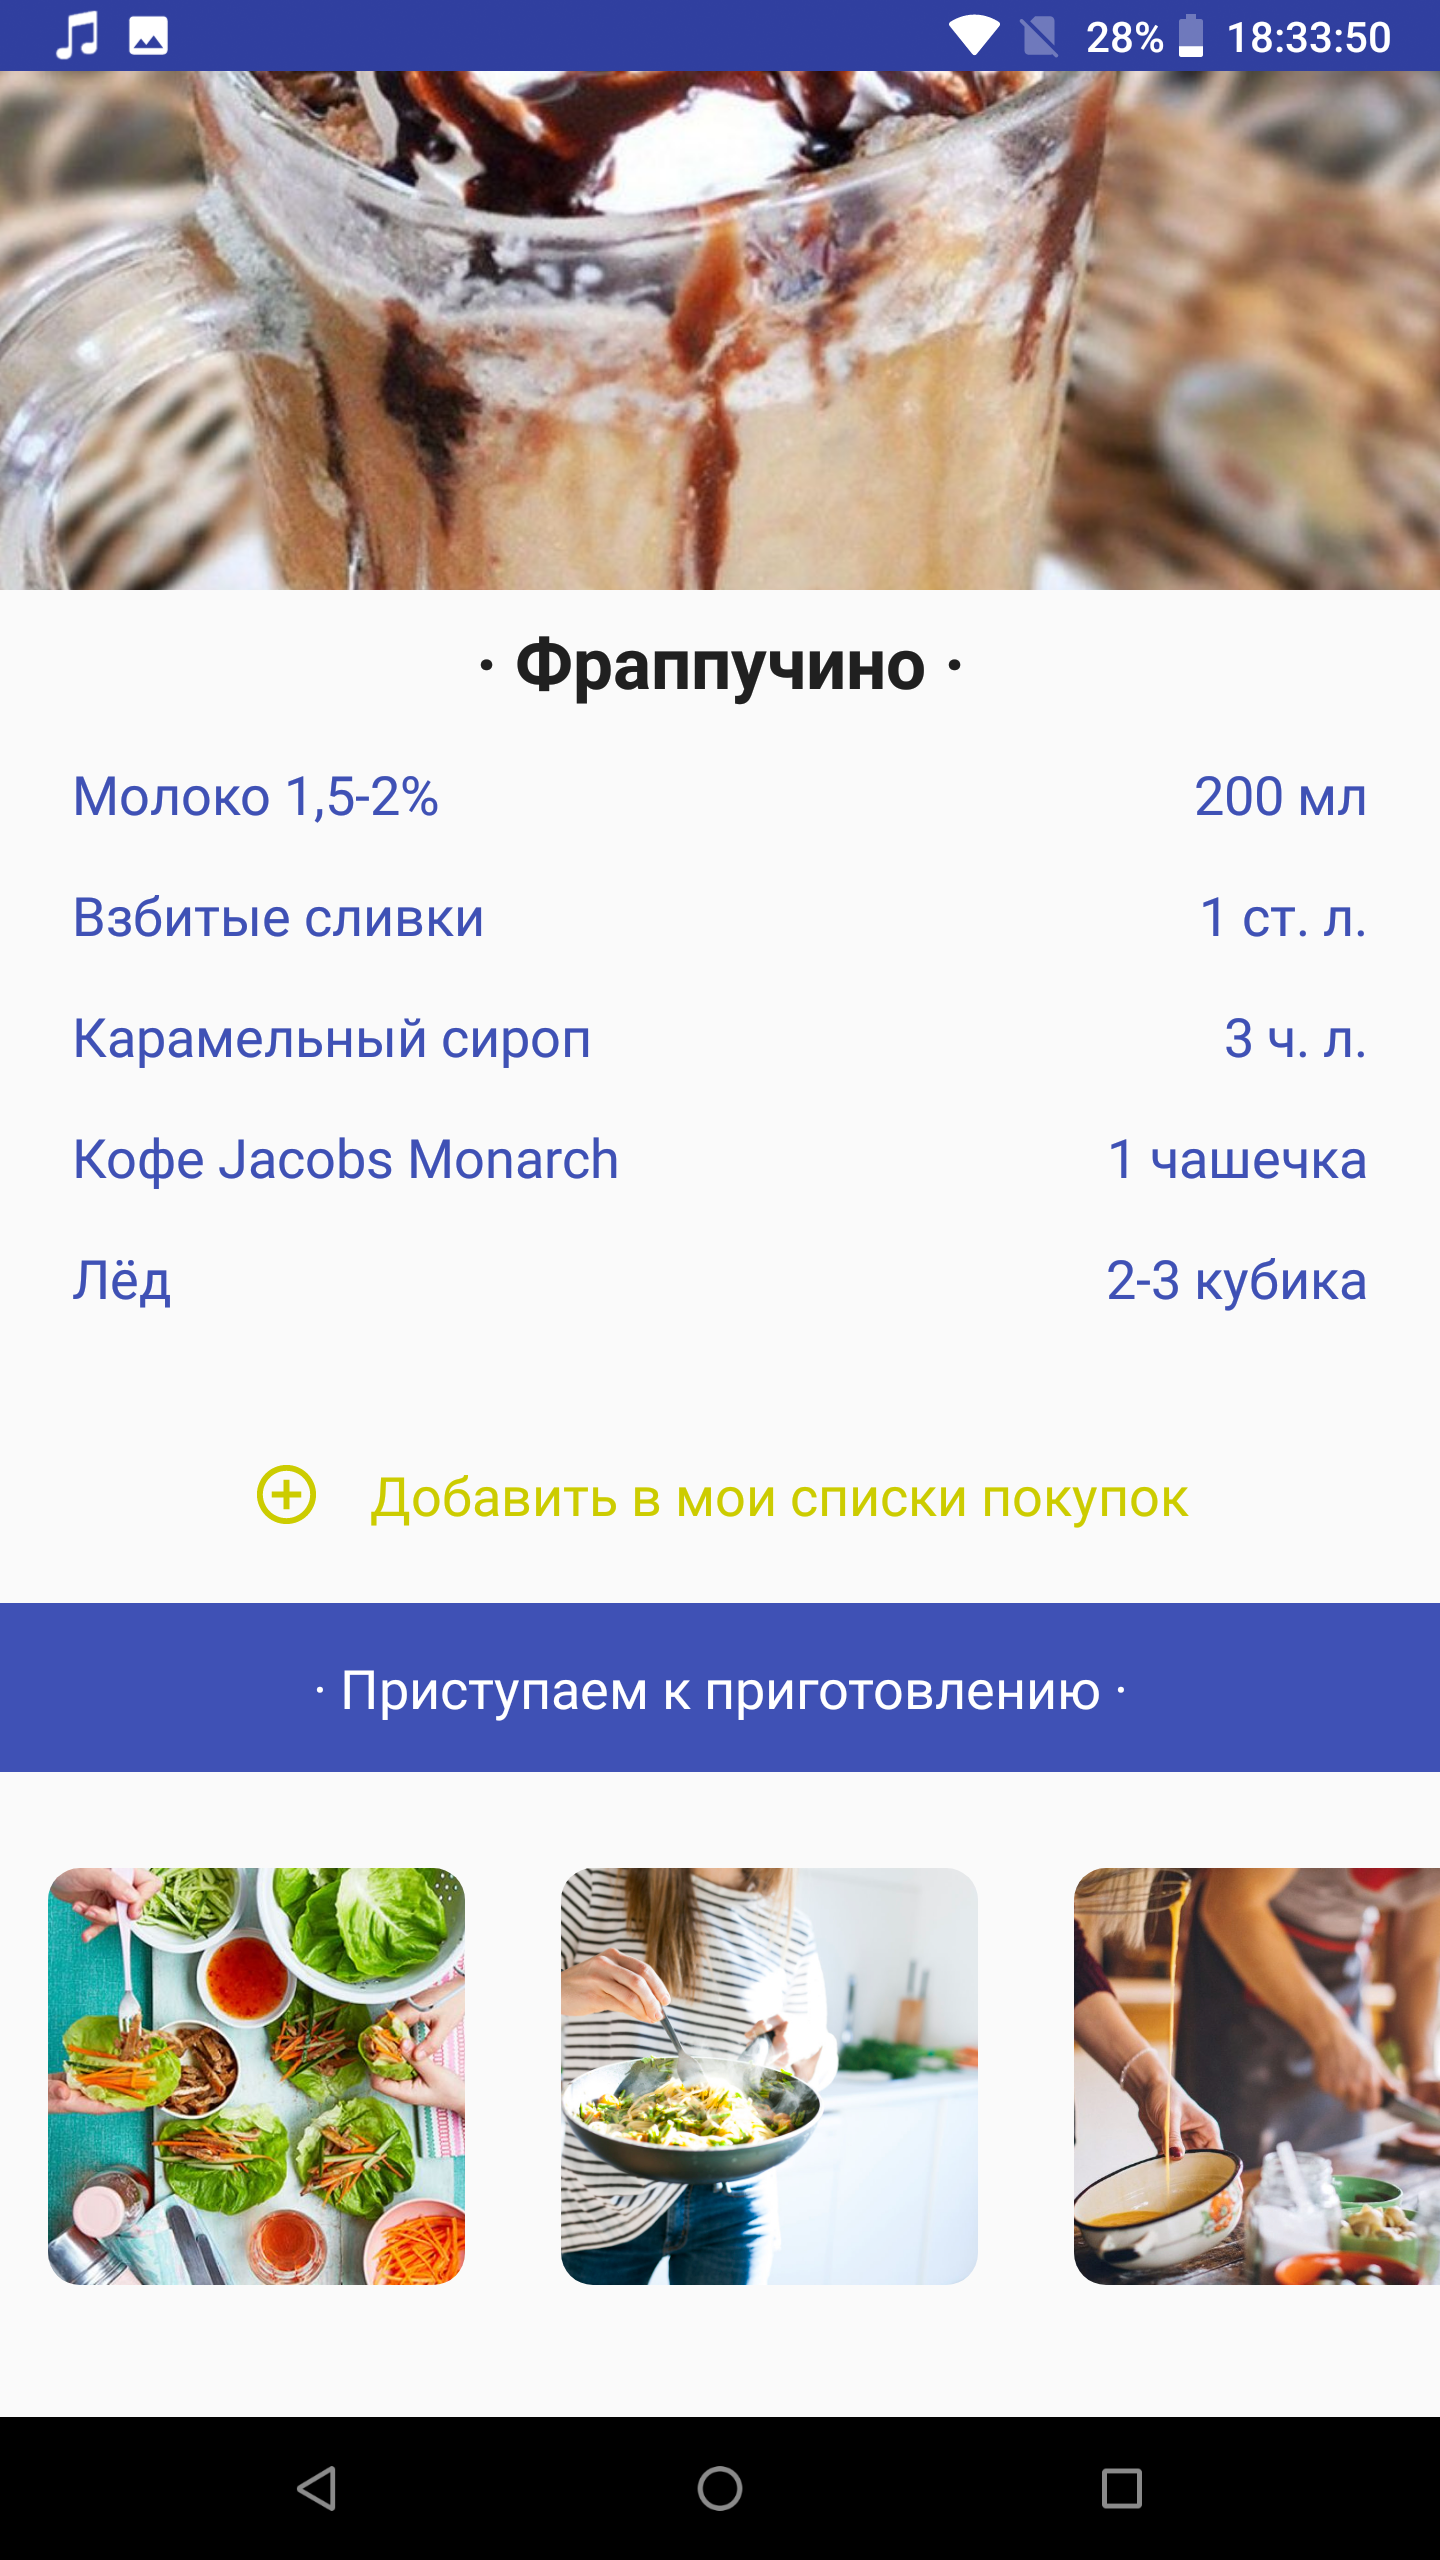 28% 18:33:50
· Фраппучино ·
Молоко 1,5-2% 200 мл
Взбитые сливки 1 ст. л.
Карамельный сироп 3 ч. л.
Кофе Jacobs Monarch 1 чашечка
Лёд 2-3 кубика
Добавить в мои списки покупок
· Приступаем к приготовлению ·